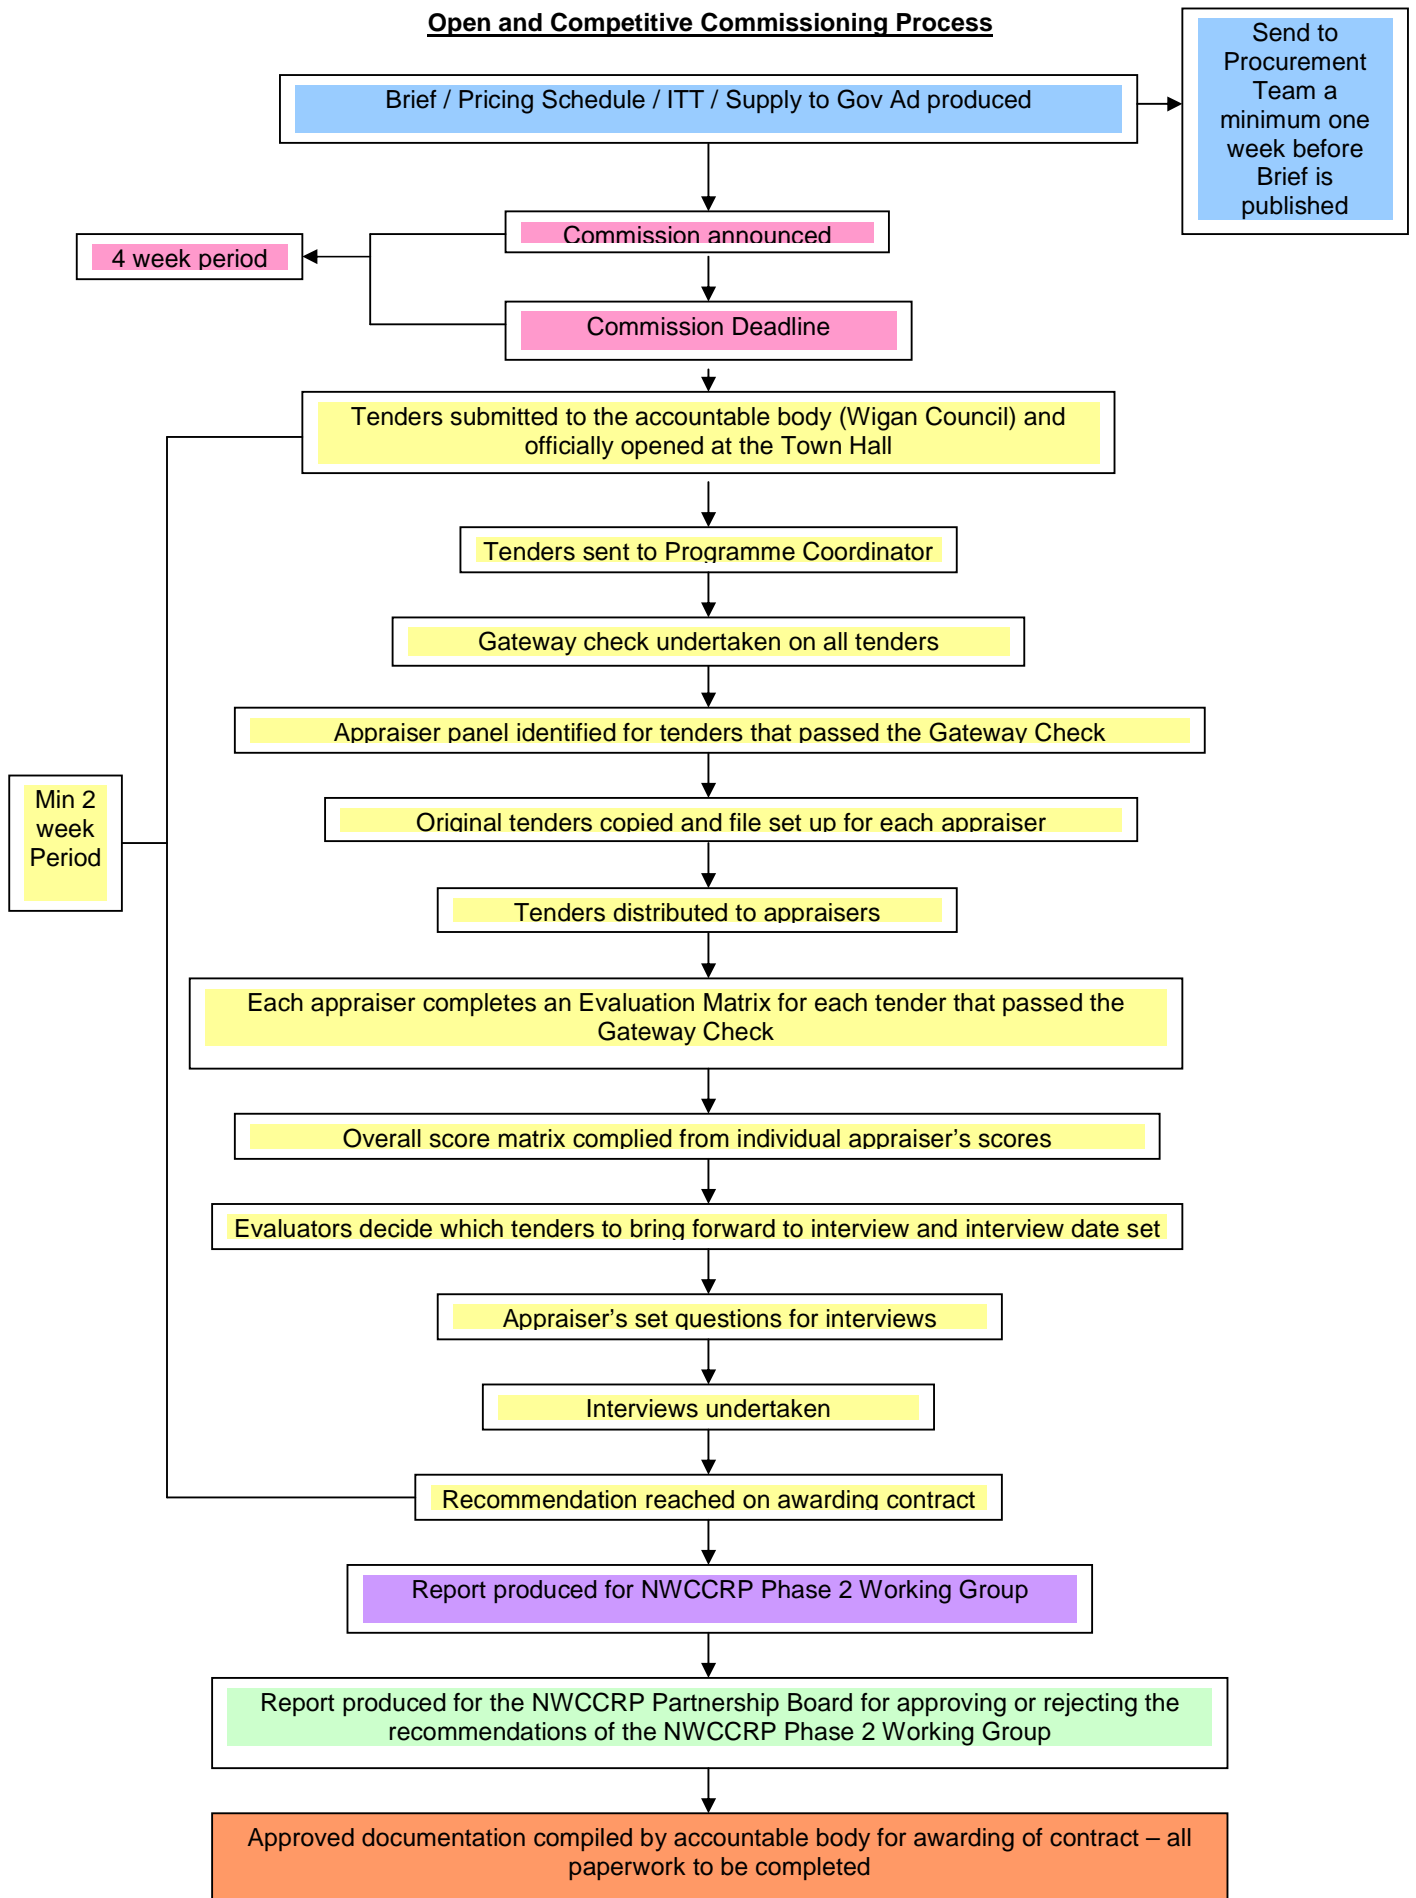 Open and Competitive Commissioning Process
Send to
Procurement
Team a
minimum one
week before
Brief is
published
Brief / Pricing Schedule / ITT / Supply to Gov Ad produced
Commission announced
4 week period
Commission Deadline
Tenders submitted to the accountable body (Wigan Council) and
officially opened at the Town Hall
Tenders sent to Programme Coordinator
Gateway check undertaken on all tenders
Appraiser panel identified for tenders that passed the Gateway Check
Min 2
week
Period
Original tenders copied and file set up for each appraiser
Tenders distributed to appraisers
Each appraiser completes an Evaluation Matrix for each tender that passed the
Gateway Check
Overall score matrix complied from individual appraiser’s scores
Evaluators decide which tenders to bring forward to interview and interview date set
Appraiser’s set questions for interviews
Interviews undertaken
Recommendation reached on awarding contract
Report produced for NWCCRP Phase 2 Working Group
Report produced for the NWCCRP Partnership Board for approving or rejecting the
recommendations of the NWCCRP Phase 2 Working Group
Approved documentation compiled by accountable body for awarding of contract – all
paperwork to be completed